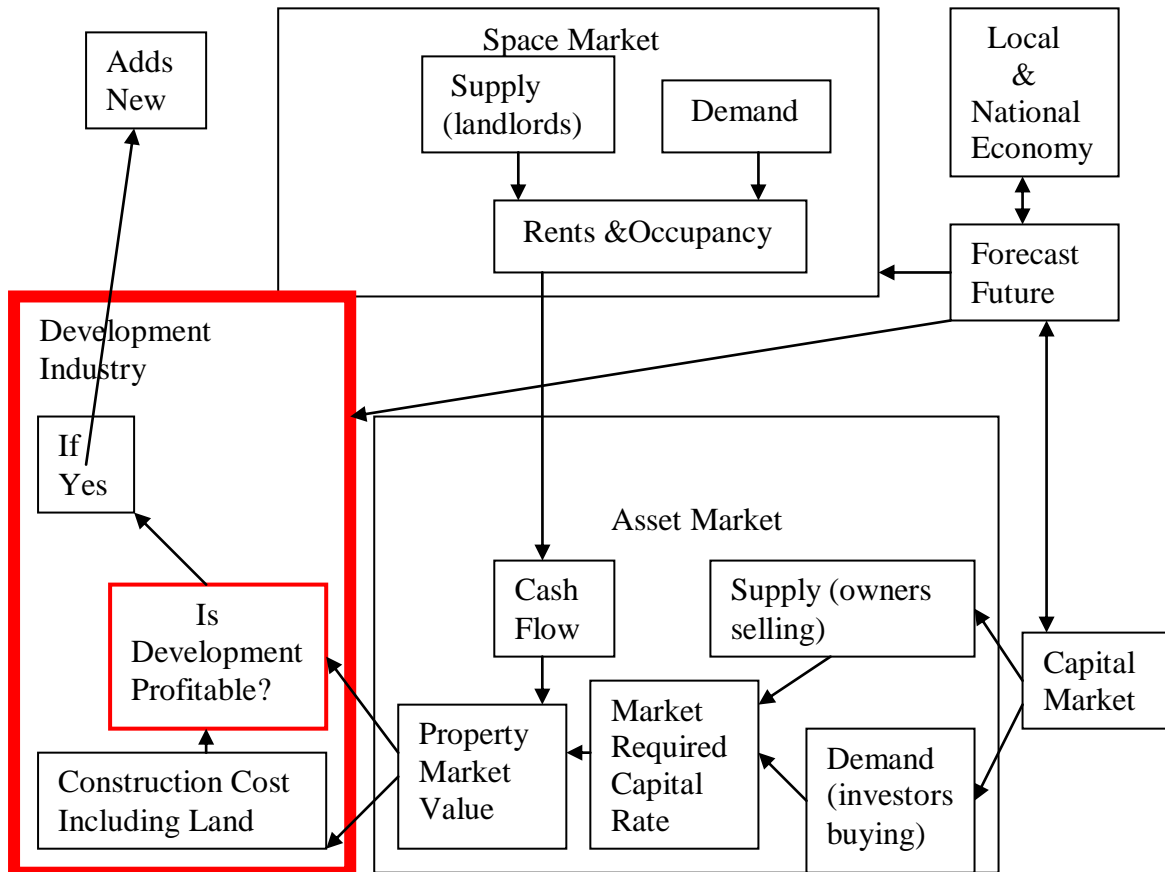 Adds
New
Space Market
Supply
(landlords)
Demand
Rents &Occupancy
Local
&
National
Economy
Forecast
Future
Development
Industry
If
Yes
Is
Development
Profitable?
Construction Cost
Including Land
Asset Market
Cash
Flow
Supply (owners
selling)
Property
Market
Value
Market
Required
Capital
Rate
Demand
(investors
buying)
Capital
Market